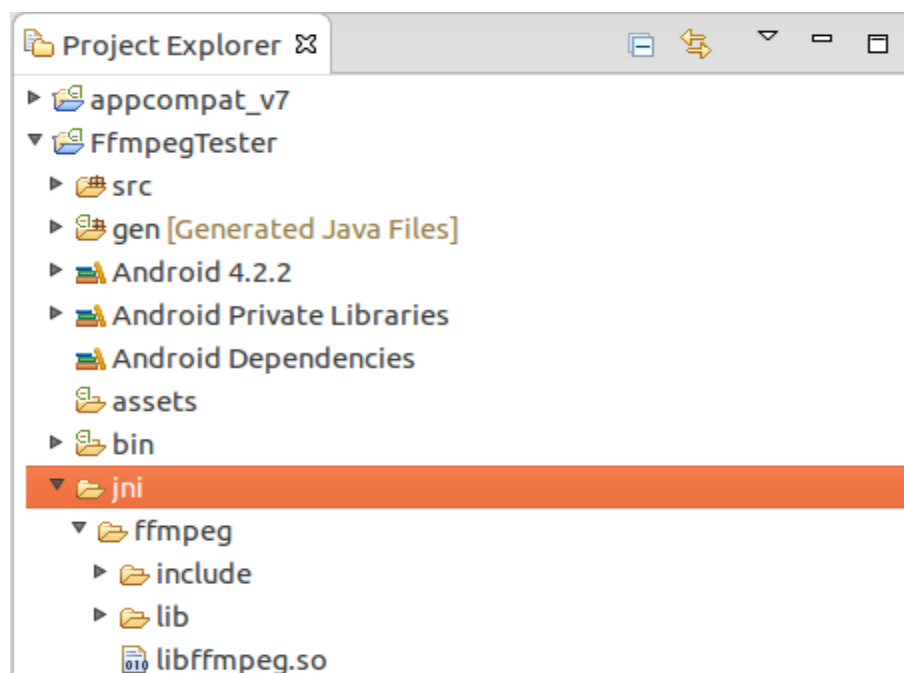 Project Explorer
appcompat_v7
FfmpegTester
src
gen [Generated Java Files]
Android 4.2.2
Android Private Libraries
Android Dependencies
assets
bin
jni
ffmpeg
include
lib
libffmpeg.so